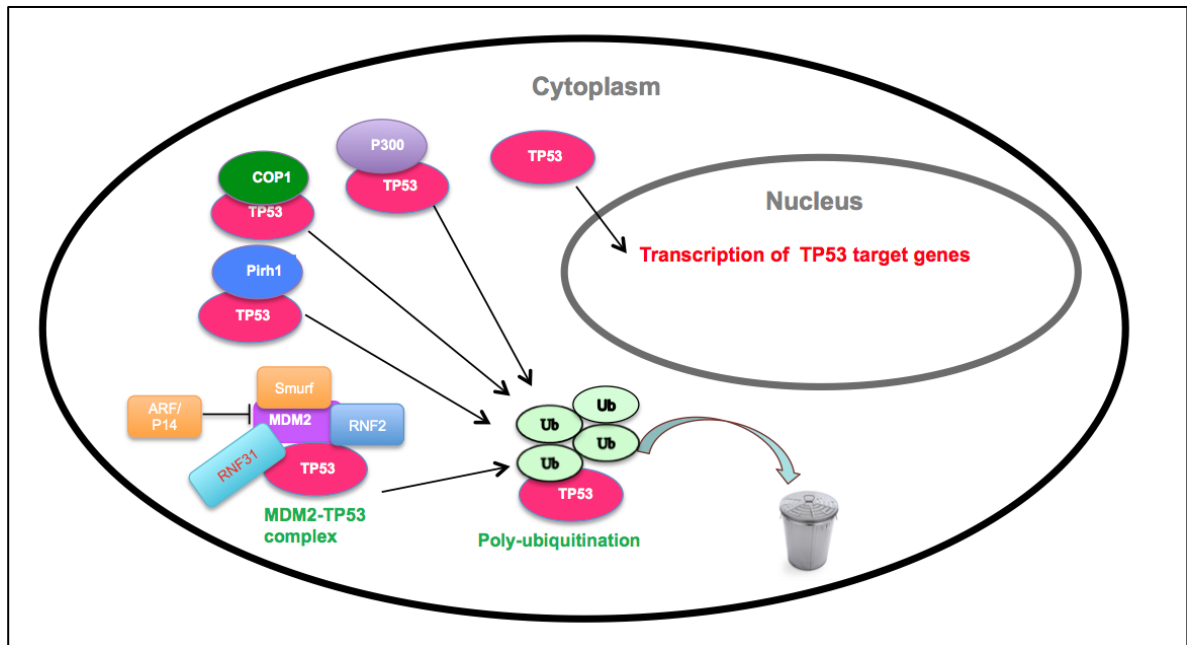 Cytoplasm
P300
TP53
TP53
COP1
TP53
Nucleus
Transcription of TP53 target genes
Pirh1
TP53
Smurf
ARF/
P14
MDM2
RNF2
RNF31
TP53
MDM2-TP53
complex
Ub
Ub
Ub
Ub
TP53
Poly-ubiquitination